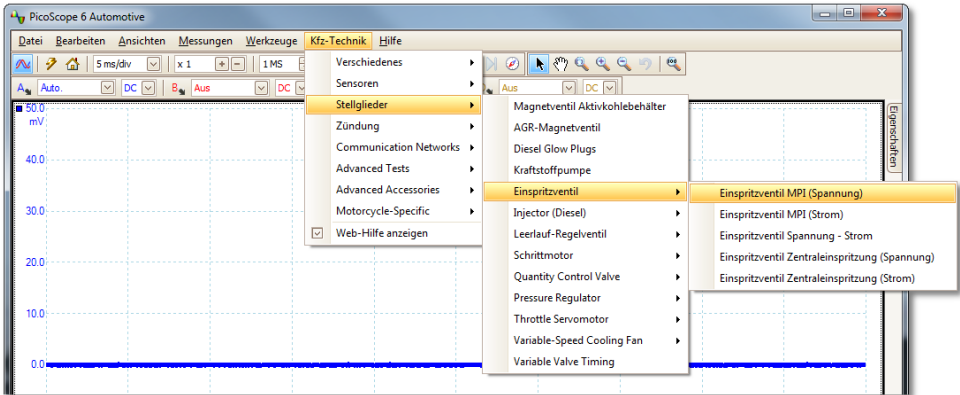 PicoScope 6 Automotive
Datei Bearbeiten Ansichten Messungen Werkzeuge Kfz-Technik Hilfe
5 ms/div x 1 1 MS
A Auto. DC B Aus DC Aus DC
50.0
mV
40.0
30.0
20.0
10.0
0.0
Eigenschaften
Verschiedenes
Sensoren
Stellglieder
Zündung
Communication Networks
Advanced Tests
Advanced Accessories
Motorcycle-Specific
Web-Hilfe anzeigen
Magnetventil Aktivkohlebehälter
AGR-Magnetventil
Diesel Glow Plugs
Kraftstoffpumpe
Einspritzventil
Injector (Diesel)
Leerlauf-Regelventil
Schrittmotor
Quantity Control Valve
Pressure Regulator
Throttle Servomotor
Variable-Speed Cooling Fan
Variable Valve Timing
Einspritzventil MPI (Spannung)
Einspritzventil MPI (Strom)
Einspritzventil Spannung - Strom
Einspritzventil Zentraleinspritzung (Spannung)
Einspritzventil Zentraleinspritzung (Strom)